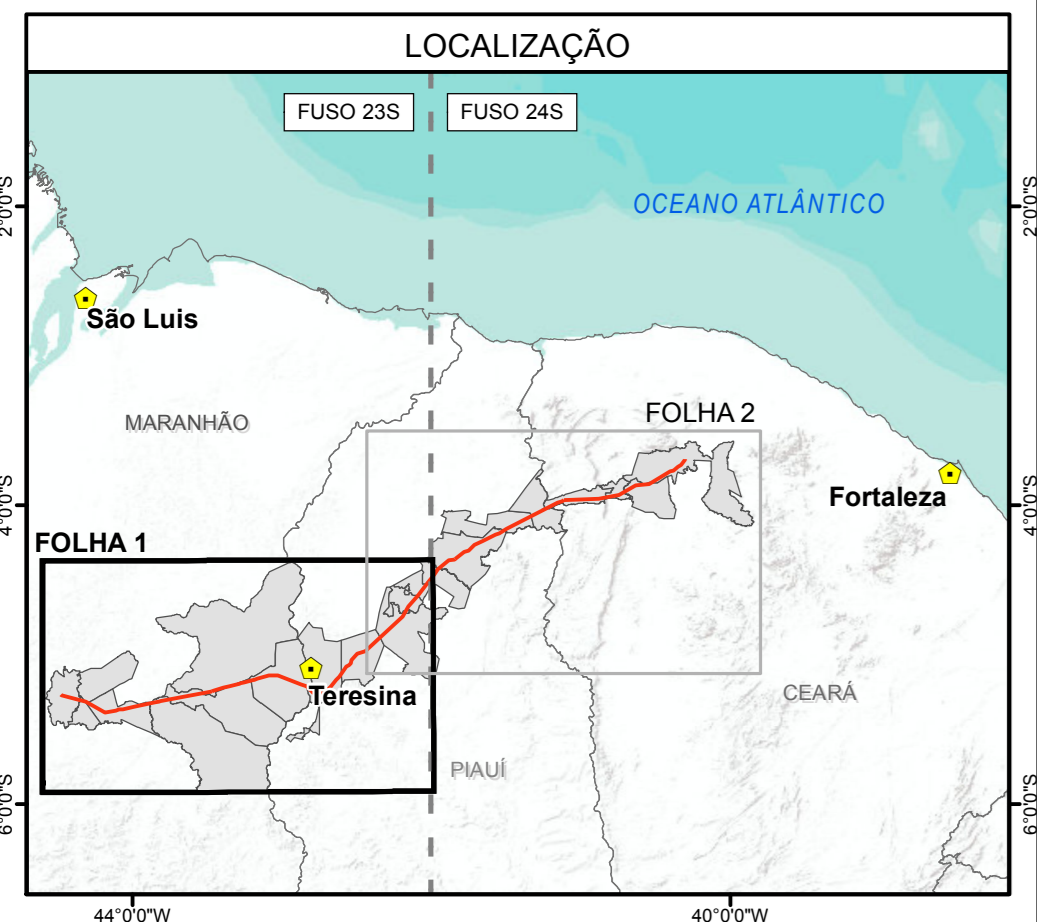 LOCALIZAÇÃO
FUSO 23S
FUSO 24S
2°0'0"S
2°0'0"S
OCEANO ATLÂNTICO
São Luis
MARANHÃO
FOLHA 2
Fortaleza
4°0'0"S
4°0'0"S
FOLHA 1
Teresina
CEARÁ
PIAUÍ
6°0'0"S
6°0'0"S
44°0'0"W
40°0'0"W